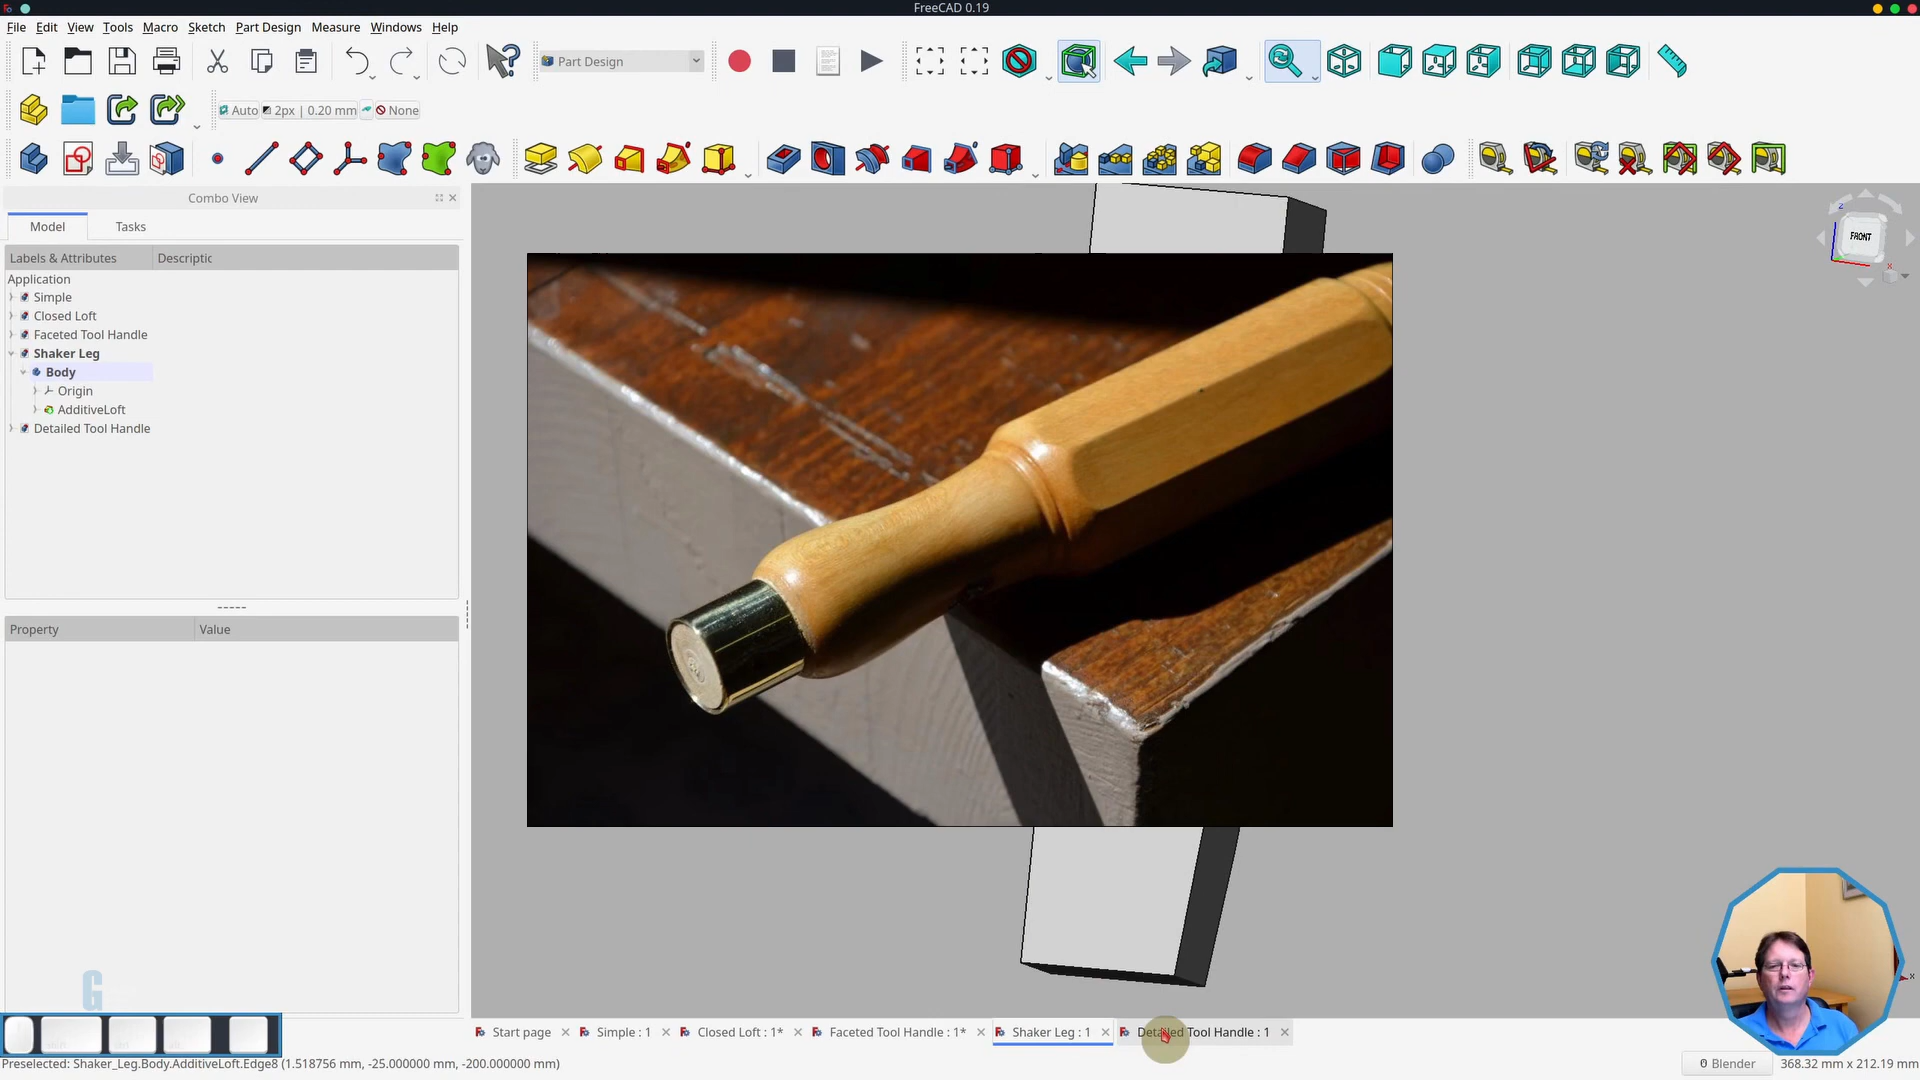 FreeCAD 0.19
File Edit View Tools Macro Sketch Part Design Measure Windows Help
Part Design
Auto 2px | 0.20 mm None
Combo View
Model Tasks
Labels & Attributes Descriptic
Application
Simple
Closed Loft
Faceted Tool Handle
Shaker Leg
Body
Origin
AdditiveLoft
Detailed Tool Handle
Property Value
Z
FRONT
X
G
Start page Simple : 1 Closed Loft : 1* Faceted Tool Handle : 1* Shaker Leg : 1 Detailed Tool Handle : 1
Preselected: Shaker_Leg.Body.AdditiveLoft.Edge8 (1.518756 mm, -25.000000 mm, -200.000000 mm) Blender 368.32 mm x 212.19 mm